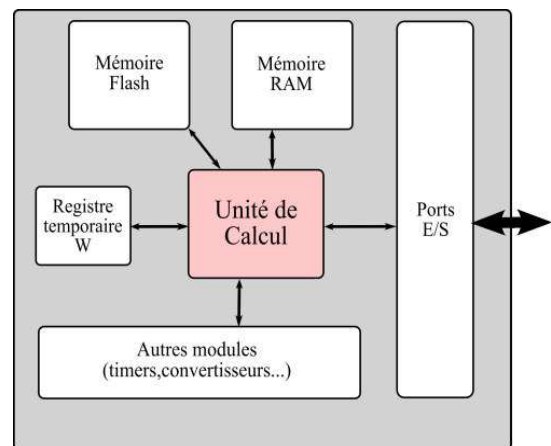 Mémoire
Flash
Mémoire
RAM
Registre
temporaire
W
Unité de
Calcul
Ports
E/S
Autres modules
(timers,convertisseurs...)